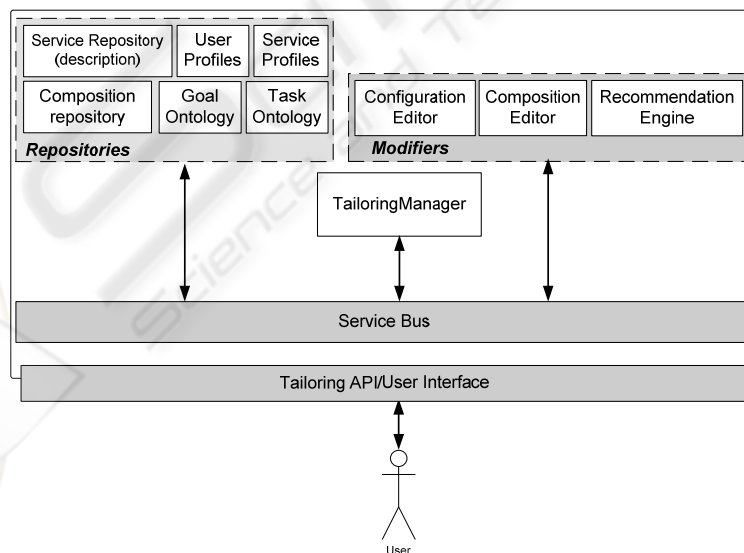 Service Repository
(description)
User
Profiles
Service
Profiles
Composition
repository
Goal
Ontology
Task
Ontology
Repositories
Configuration
Editor
Composition
Editor
Recommendation
Engine
Modifiers
TailoringManager
Service Bus
Tailoring API/User Interface
User